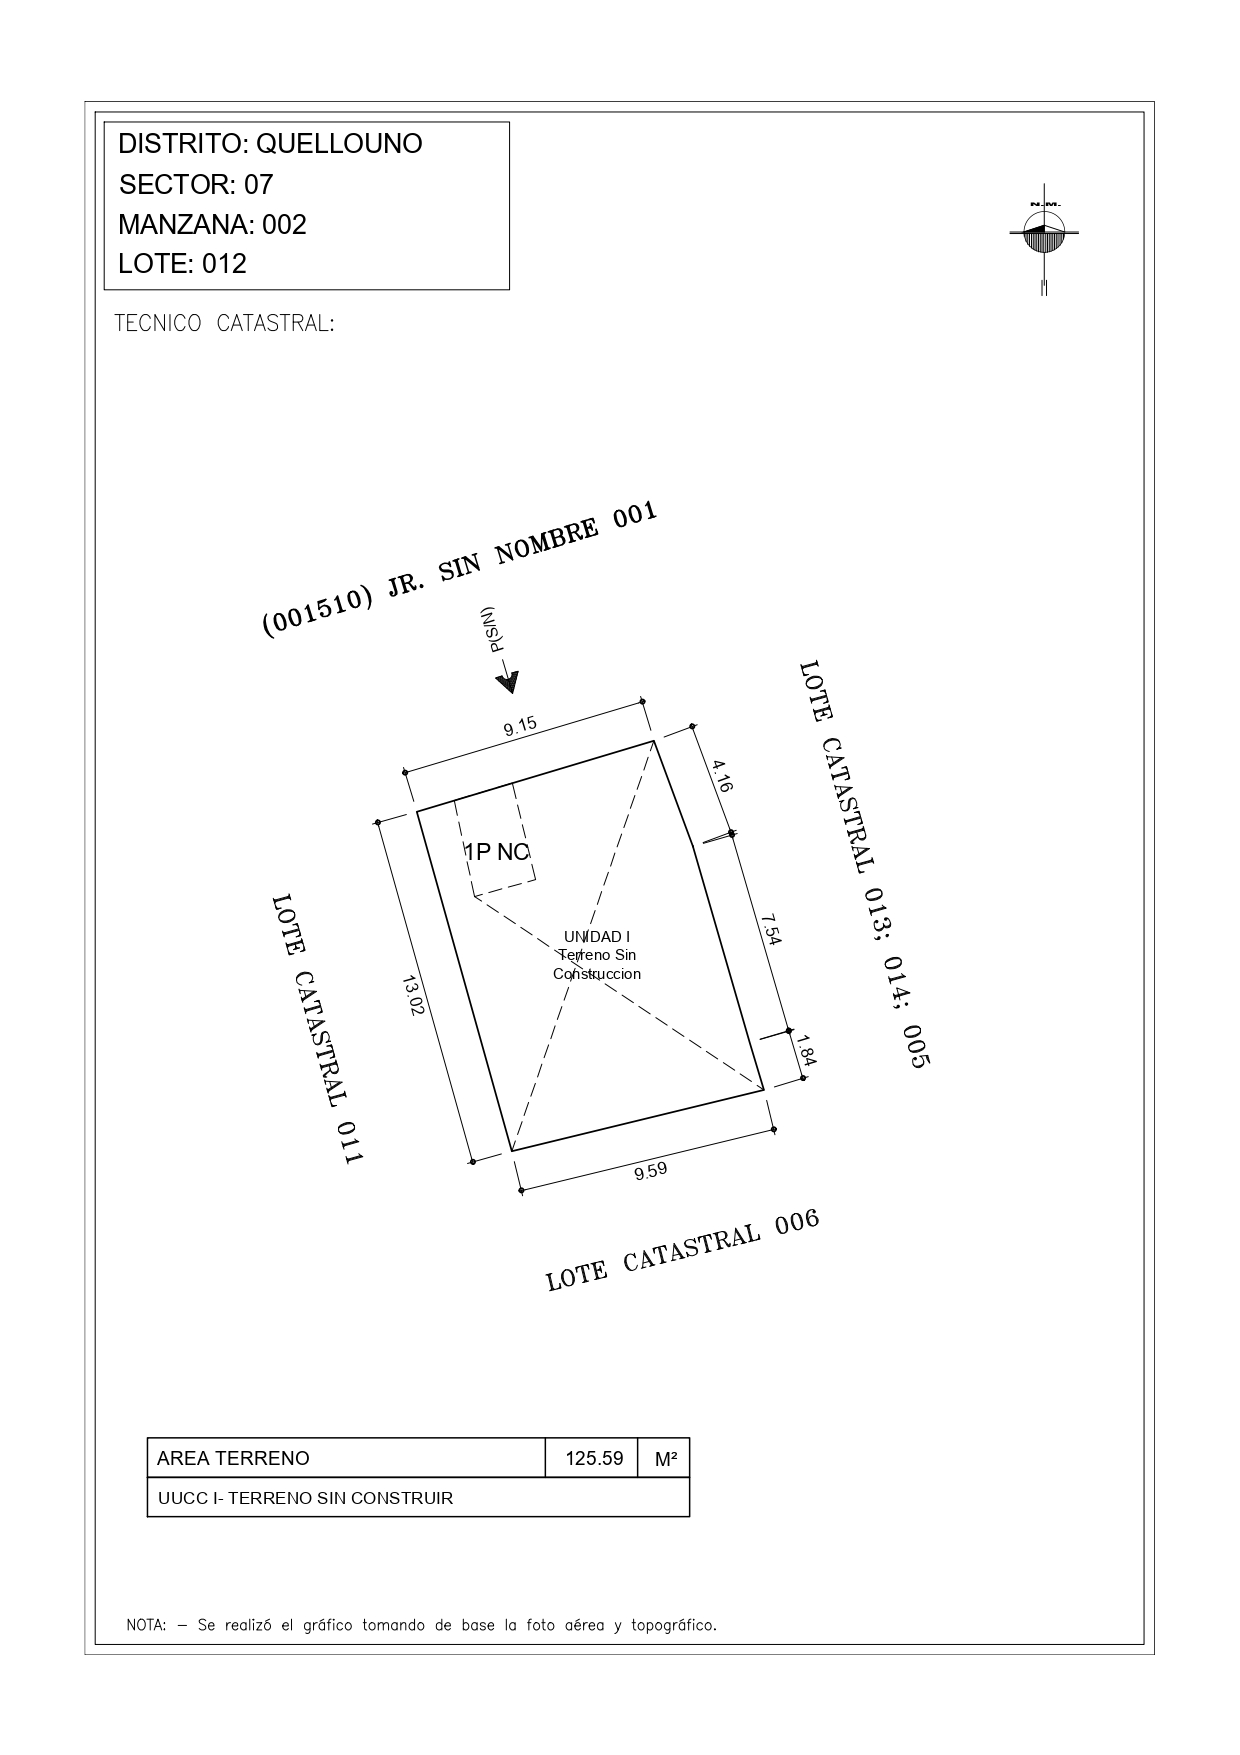 DISTRITO: QUELLOUNO
SECTOR: 07
MANZANA: 002
LOTE: 012
N.M.
TECNICO CATASTRAL:
(001510) JR. SIN NOMBRE 001
P(S/N)
9.15
4.16
LOTE CATASTRAL 013; 014; 005
1P NC
7.54
UNIDAD I
Terreno Sin
Construccion
LOTE CATASTRAL 011
13.02
1.84
9.59
LOTE CATASTRAL 006
AREA TERRENO 125.59 M²
UUCC I- TERRENO SIN CONSTRUIR
NOTA: – Se realizó el gráfico tomando de base la foto aérea y topográfico.